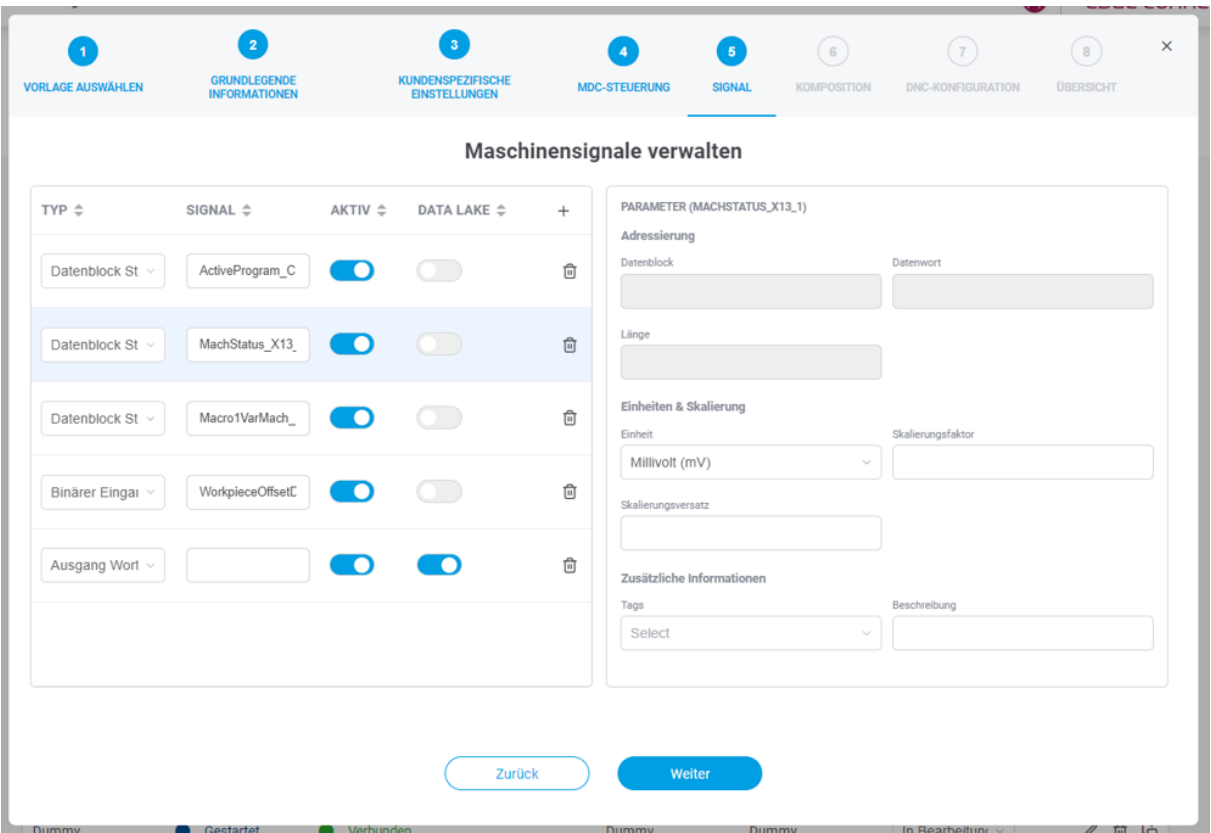 1
2
3
4
5
6
7
8
VORLAGE AUSWÄHLEN
GRUNDLEGENDE
INFORMATIONEN
KUNDENSPEZIFISCHE
EINSTELLUNGEN
MDC-STEUERUNG
SIGNAL
KOMPOSITION
DNC-KONFIGURATION
ÜBERSICHT
Maschinensignale verwalten
TYP SIGNAL AKTIV DATA LAKE
Datenblock St ActiveProgram_C
Datenblock St MachStatus_X13_
Datenblock St Macro1VarMach_
Binärer Eingai WorkpieceOffset
Ausgang Wort
PARAMETER (MACHSTATUS_X13_1)
Adressierung
Datenblock Datenwort
Länge
Einheiten & Skalierung
Einheit Skalierungsfaktor
Millivolt (mV)
Skalierungsversatz
Zusätzliche Informationen
Tags Beschreibung
Select
Zurück Weiter
Dummy Gestartet Verbunden Dummy Dummy In Bearbeitung